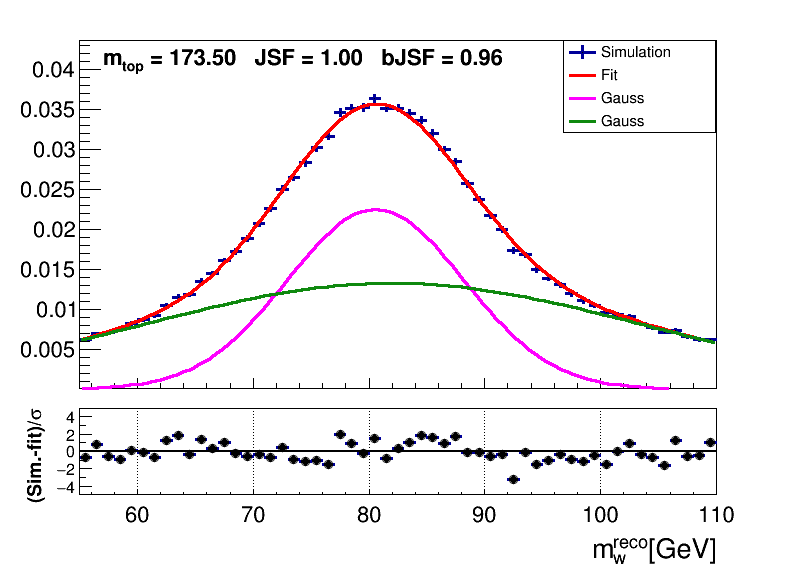 m_top = 173.50 JSF = 1.00 bJSF = 0.96
Simulation
Fit
Gauss
Gauss
0.04
0.035
0.03
0.025
0.02
0.015
0.01
0.005
(Sim.-fit)/σ
4
2
0
−2
−4
60 70 80 90 100 110
m_w^reco[GeV]